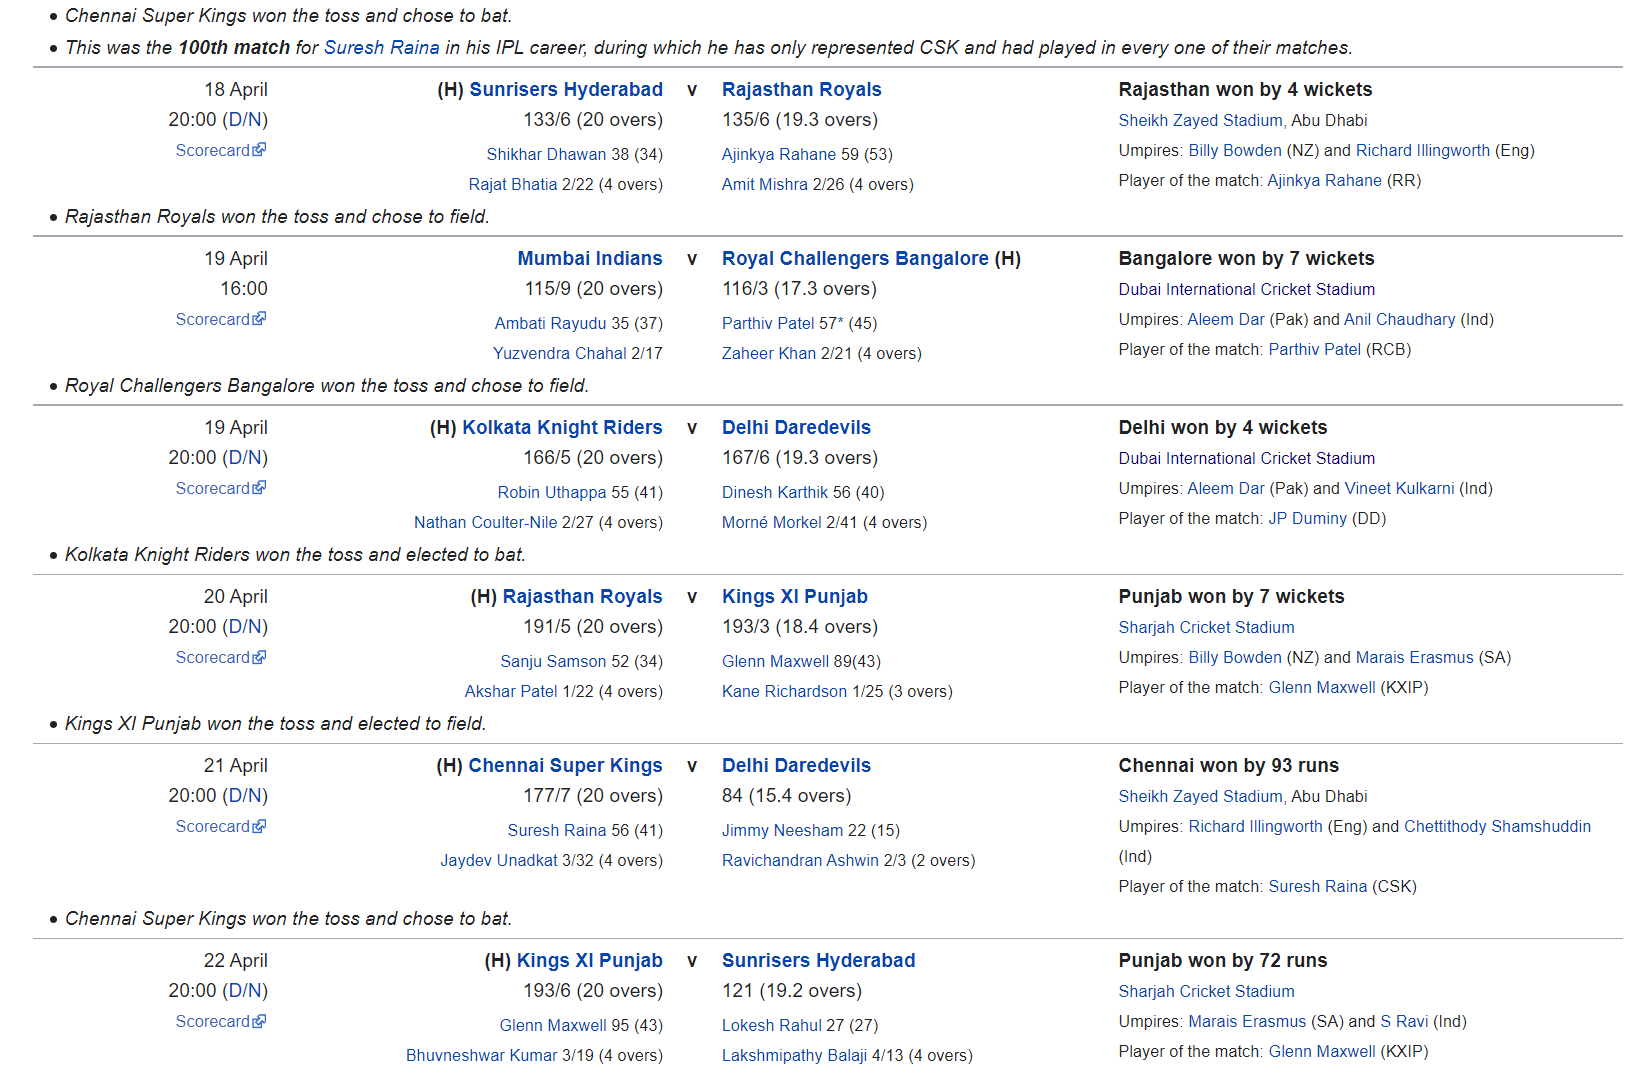 • Chennai Super Kings won the toss and chose to bat.
• This was the 100th match for Suresh Raina in his IPL career, during which he has only represented CSK and had played in every one of their matches.
18 April (H) Sunrisers Hyderabad v Rajasthan Royals Rajasthan won by 4 wickets
20:00 (D/N) 133/6 (20 overs) 135/6 (19.3 overs) Sheikh Zayed Stadium, Abu Dhabi
Scorecard Shikhar Dhawan 38 (34) Ajinkya Rahane 59 (53) Umpires: Billy Bowden (NZ) and Richard Illingworth (Eng)
Rajat Bhatia 2/22 (4 overs) Amit Mishra 2/26 (4 overs) Player of the match: Ajinkya Rahane (RR)
• Rajasthan Royals won the toss and chose to field.
19 April Mumbai Indians v Royal Challengers Bangalore (H) Bangalore won by 7 wickets
16:00 115/9 (20 overs) 116/3 (17.3 overs) Dubai International Cricket Stadium
Scorecard Ambati Rayudu 35 (37) Parthiv Patel 57* (45) Umpires: Aleem Dar (Pak) and Anil Chaudhary (Ind)
Yuzvendra Chahal 2/17 Zaheer Khan 2/21 (4 overs) Player of the match: Parthiv Patel (RCB)
• Royal Challengers Bangalore won the toss and chose to field.
19 April (H) Kolkata Knight Riders v Delhi Daredevils Delhi won by 4 wickets
20:00 (D/N) 166/5 (20 overs) 167/6 (19.3 overs) Dubai International Cricket Stadium
Scorecard Robin Uthappa 55 (41) Dinesh Karthik 56 (40) Umpires: Aleem Dar (Pak) and Vineet Kulkarni (Ind)
Nathan Coulter-Nile 2/27 (4 overs) Morné Morkel 2/41 (4 overs) Player of the match: JP Duminy (DD)
• Kolkata Knight Riders won the toss and elected to bat.
20 April (H) Rajasthan Royals v Kings XI Punjab Punjab won by 7 wickets
20:00 (D/N) 191/5 (20 overs) 193/3 (18.4 overs) Sharjah Cricket Stadium
Scorecard Sanju Samson 52 (34) Glenn Maxwell 89(43) Umpires: Billy Bowden (NZ) and Marais Erasmus (SA)
Akshar Patel 1/22 (4 overs) Kane Richardson 1/25 (3 overs) Player of the match: Glenn Maxwell (KXIP)
• Kings XI Punjab won the toss and elected to field.
21 April (H) Chennai Super Kings v Delhi Daredevils Chennai won by 93 runs
20:00 (D/N) 177/7 (20 overs) 84 (15.4 overs) Sheikh Zayed Stadium, Abu Dhabi
Scorecard Suresh Raina 56 (41) Jimmy Neesham 22 (15) Umpires: Richard Illingworth (Eng) and Chettithody Shamshuddin
Jaydev Unadkat 3/32 (4 overs) Ravichandran Ashwin 2/3 (2 overs) (Ind)
Player of the match: Suresh Raina (CSK)
• Chennai Super Kings won the toss and chose to bat.
22 April (H) Kings XI Punjab v Sunrisers Hyderabad Punjab won by 72 runs
20:00 (D/N) 193/6 (20 overs) 121 (19.2 overs) Sharjah Cricket Stadium
Scorecard Glenn Maxwell 95 (43) Lokesh Rahul 27 (27) Umpires: Marais Erasmus (SA) and S Ravi (Ind)
Bhuvneshwar Kumar 3/19 (4 overs) Lakshmipathy Balaji 4/13 (4 overs) Player of the match: Glenn Maxwell (KXIP)